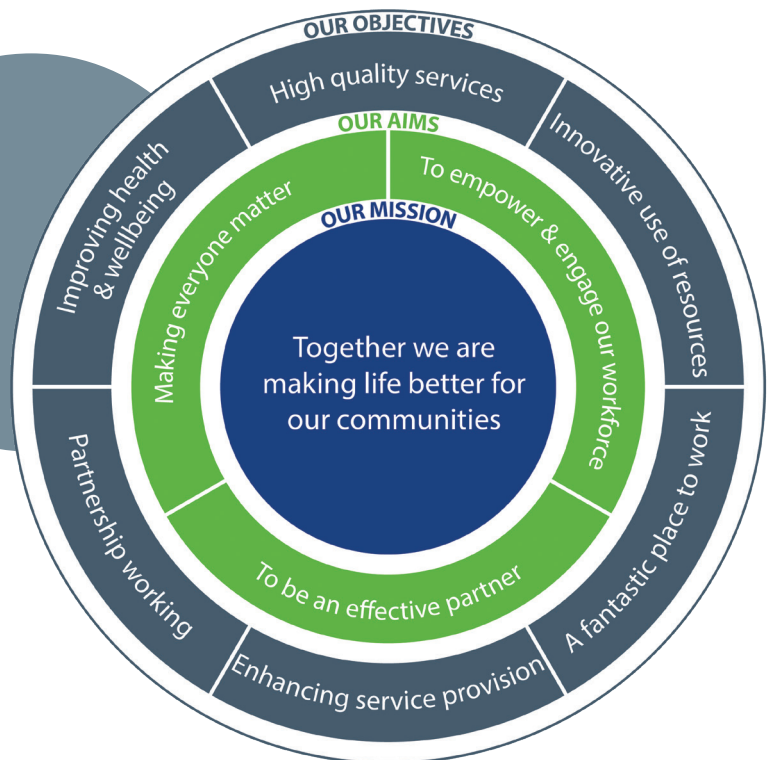 OUR OBJECTIVES
High quality services
Innovative use of resources
A fantastic place to work
Enhancing service provision
Partnership working
Improving health
& wellbeing
OUR AIMS
To empower & engage our workforce
To be an effective partner
Making everyone matter
OUR MISSION
Together we are
making life better for
our communities